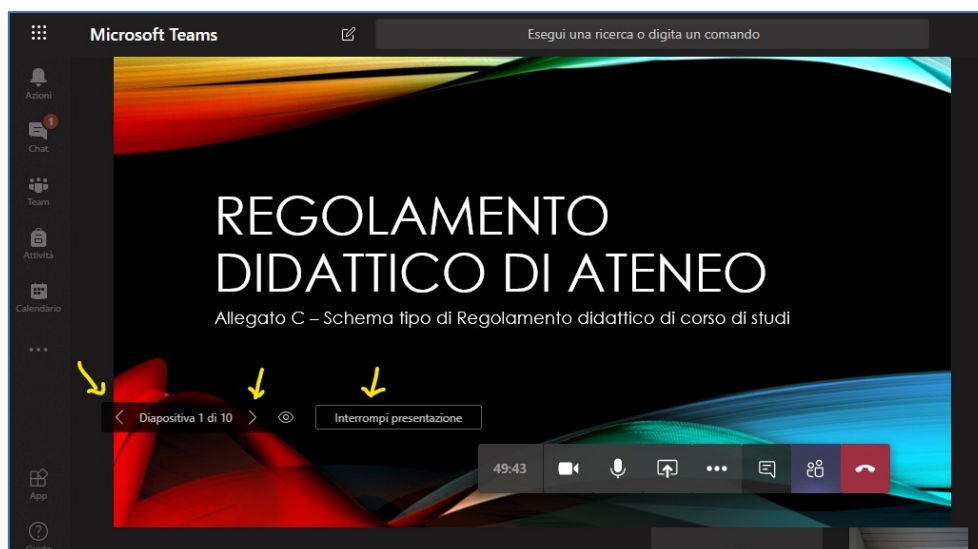 Microsoft Teams
Esegui una ricerca o digita un comando
Azioni
1
Chat
Team
Attività
Calendario
REGOLAMENTO
DIDATTICO DI ATENEO
Allegato C – Schema tipo di Regolamento didattico di corso di studi
Diapositiva 1 di 10
Interrompi presentazione
49:43
App
Guida